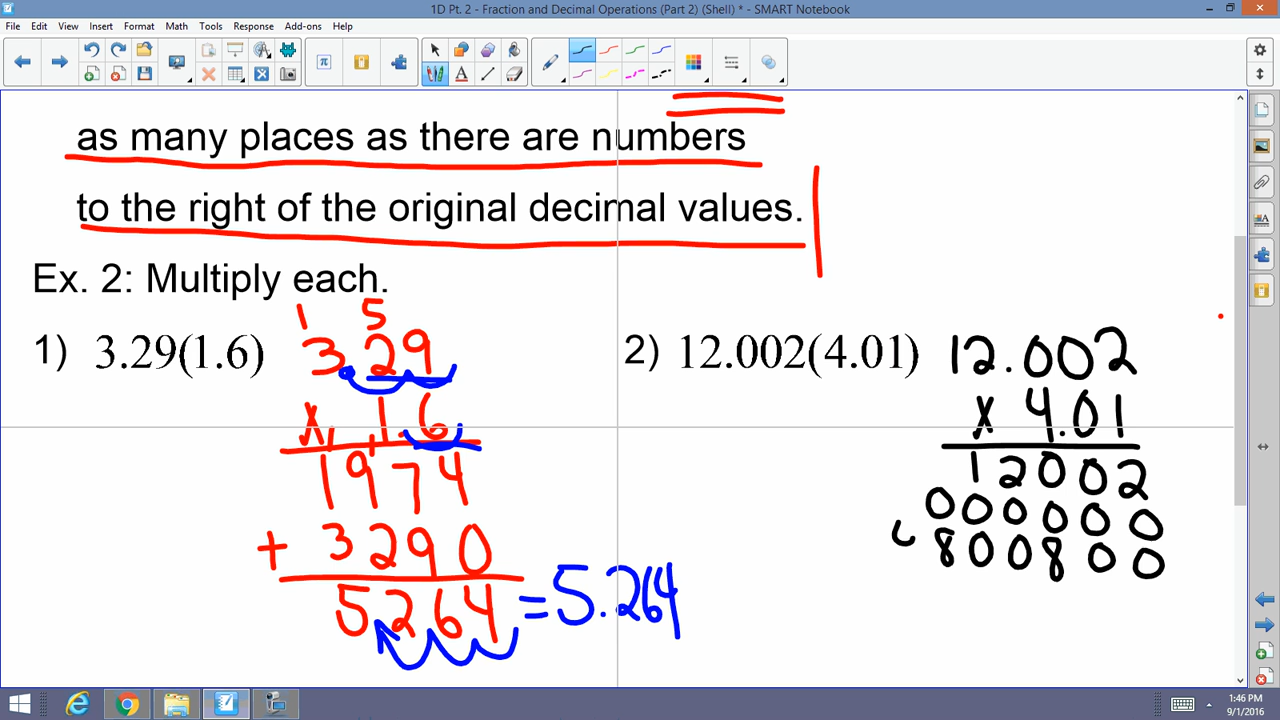 1D Pt. 2 - Fraction and Decimal Operations (Part 2) (Shell) * - SMART Notebook
File Edit View Insert Format Math Tools Response Add-ons Help
as many places as there are numbers
to the right of the original decimal values.
Ex. 2: Multiply each.
1) 3.29(1.6)
1 5
3.29
x 1.6
1 1
1974
+ 3290
5264 = 5.264
2) 12.002(4.01)
12.002
x 4.01
12002
000000
800800
1:46 PM
9/1/2016